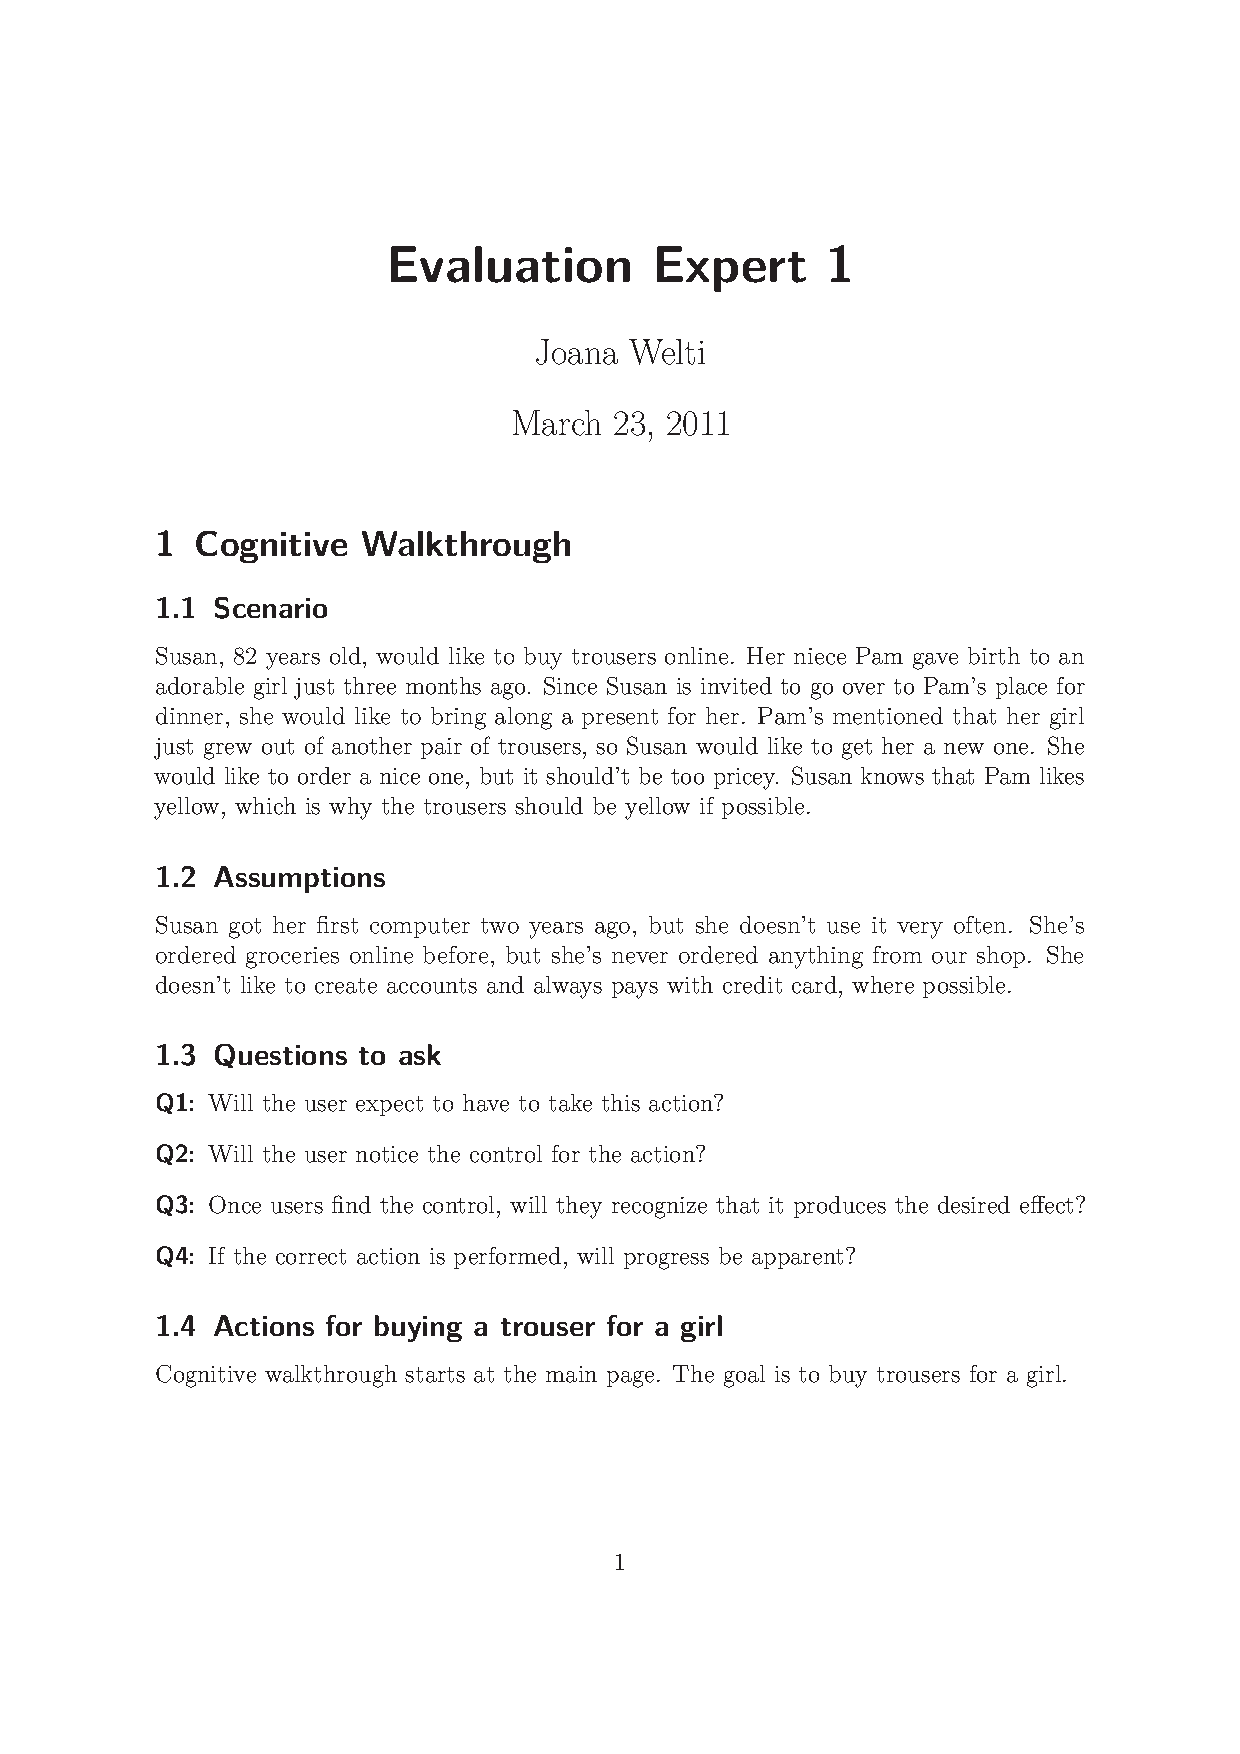 Evaluation Expert 1
Joana Welti
March 23, 2011
1 Cognitive Walkthrough
1.1 Scenario
Susan, 82 years old, would like to buy trousers online. Her niece Pam gave birth to an
adorable girl just three months ago. Since Susan is invited to go over to Pam's place for
dinner, she would like to bring along a present for her. Pam's mentioned that her girl
just grew out of another pair of trousers, so Susan would like to get her a new one. She
would like to order a nice one, but it should't be too pricey. Susan knows that Pam likes
yellow, which is why the trousers should be yellow if possible.
1.2 Assumptions
Susan got her first computer two years ago, but she doesn't use it very often. She's
ordered groceries online before, but she's never ordered anything from our shop. She
doesn't like to create accounts and always pays with credit card, where possible.
1.3 Questions to ask
Q1: Will the user expect to have to take this action?
Q2: Will the user notice the control for the action?
Q3: Once users find the control, will they recognize that it produces the desired effect?
Q4: If the correct action is performed, will progress be apparent?
1.4 Actions for buying a trouser for a girl
Cognitive walkthrough starts at the main page. The goal is to buy trousers for a girl.
1